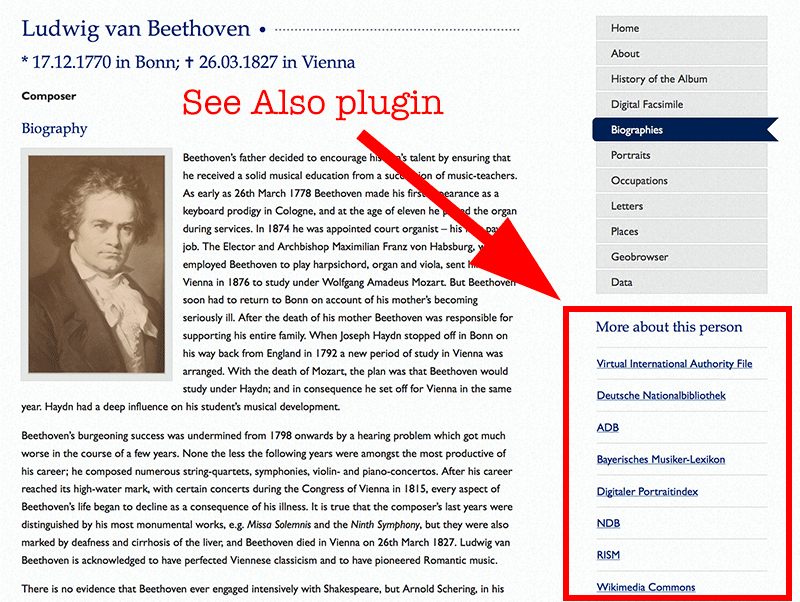 Ludwig van Beethoven •
* 17.12.1770 in Bonn; ✝ 26.03.1827 in Vienna
Composer
See Also plugin
Biography
Beethoven's father decided to encourage talent by ensuring that
he received a solid musical education from a of music-teachers.
As early as 26th March 1778 Beethoven made his first appearance as a
keyboard prodigy in Cologne, and at the age of eleven he played the organ
during services. In 1874 he was appointed court organist – his
job. The Elector and Archbishop Maximilian Franz von Habsburg,
employed Beethoven to play harpsichord, organ and viola, sent
Vienna in 1876 to study under Wolfgang Amadeus Mozart. But Beethoven
soon had to return to Bonn on account of his mother's becoming
seriously ill. After the death of his mother Beethoven was responsible for
supporting his entire family. When Joseph Haydn stopped off in Bonn on
his way back from England in 1792 a new period of study in Vienna was
arranged. With the death of Mozart, the plan was that Beethoven would
study under Haydn; and in consequence he set off for Vienna in the same
year. Haydn had a deep influence on his student's musical development.
Beethoven's burgeoning success was undermined from 1798 onwards by a hearing problem which got much
worse in the course of a few years. None the less the following years were amongst the most productive of
his career; he composed numerous string-quartets, symphonies, violin- and piano-concertos. After his career
reached its high-water mark, with certain concerts during the Congress of Vienna in 1815, every aspect of
Beethoven's life began to decline as a consequence of his illness. It is true that the composer's last years were
distinguished by his most monumental works, e.g. Missa Solemnis and the Ninth Symphony, but they were also
marked by deafness and cirrhosis of the liver, and Beethoven died in Vienna on 26th March 1827. Ludwig van
Beethoven is acknowledged to have perfected Viennese classicism and to have pioneered Romantic music.
There is no evidence that Beethoven ever engaged intensively with Shakespeare, but Arnold Schering, in his
Home
About
History of the Album
Digital Facsimile
Biographies
Portraits
Occupations
Letters
Places
Geobrowser
Data
More about this person
Virtual International Authority File
Deutsche Nationalbibliothek
ADB
Bayerisches Musiker-Lexikon
Digitaler Portraitindex
NDB
RISM
Wikimedia Commons